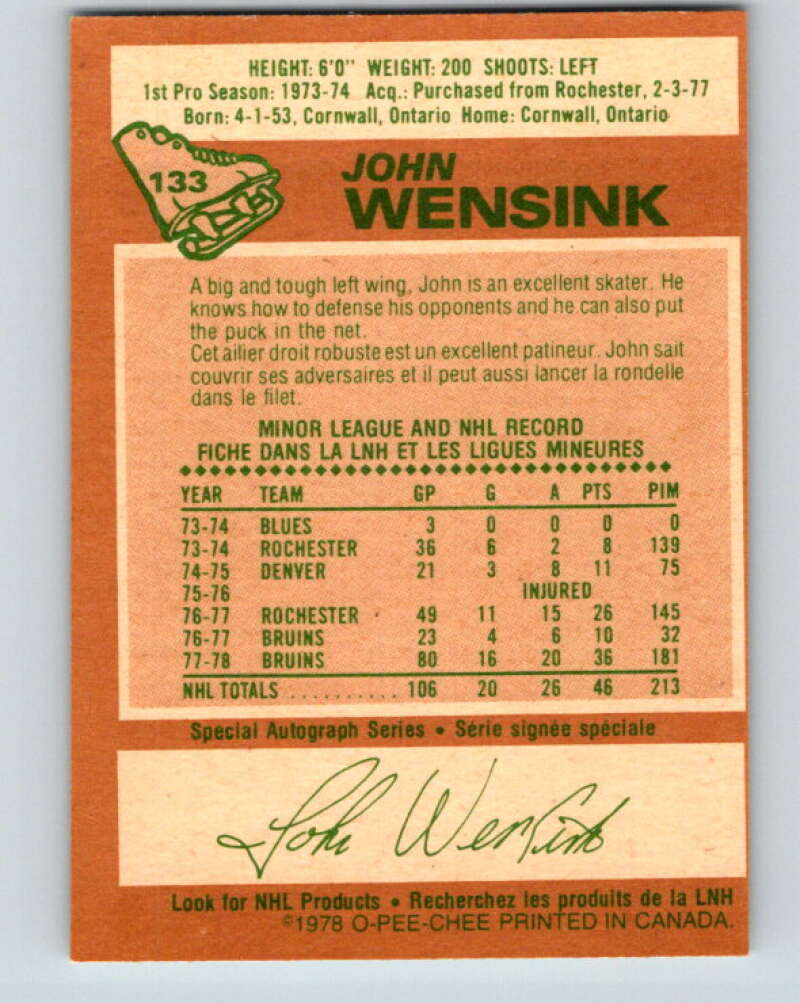 HEIGHT: 6'0" WEIGHT: 200 SHOOTS: LEFT
1st Pro Season: 1973-74 Acq.: Purchased from Rochester, 2-3-77
Born: 4-1-53, Cornwall, Ontario Home: Cornwall, Ontario
133
JOHN
WENSINK
A big and tough left wing, John is an excellent skater. He
knows how to defense his opponents and he can also put
the puck in the net.
Cet ailier droit robuste est un excellent patineur. John sait
couvrir ses adversaires et il peut aussi lancer la rondelle
dans le filet.
MINOR LEAGUE AND NHL RECORD
FICHE DANS LA LNH ET LES LIGUES MINEURES
YEAR TEAM GP G A PTS PIM
73-74 BLUES 3 0 0 0 0
73-74 ROCHESTER 36 6 2 8 139
74-75 DENVER 21 3 8 11 75
75-76 INJURED
76-77 ROCHESTER 49 11 15 26 145
76-77 BRUINS 23 4 6 10 32
77-78 BRUINS 80 16 20 36 181
NHL TOTALS .......... 106 20 26 46 213
Special Autograph Series • Série signée spéciale
John Wensink
Look for NHL Products • Recherchez les produits de la LNH
©1978 O-PEE-CHEE PRINTED IN CANADA.